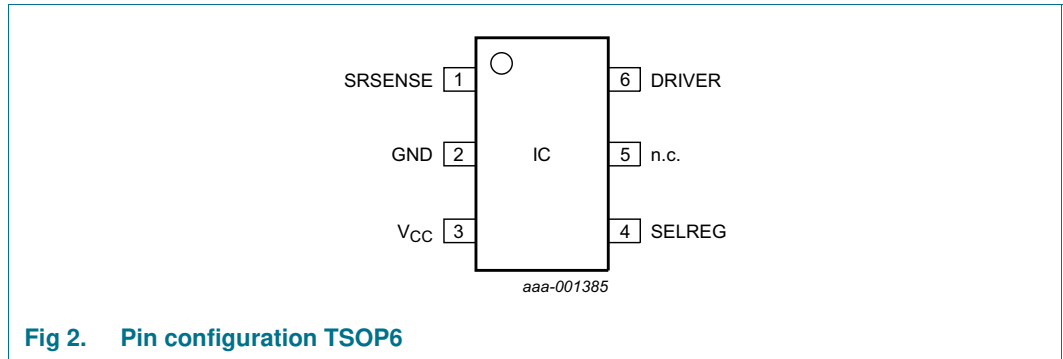 SRSENSE 1 6 DRIVER
GND 2 IC 5 n.c.
VCC 3 4 SELREG
aaa-001385
Fig 2. Pin configuration TSOP6